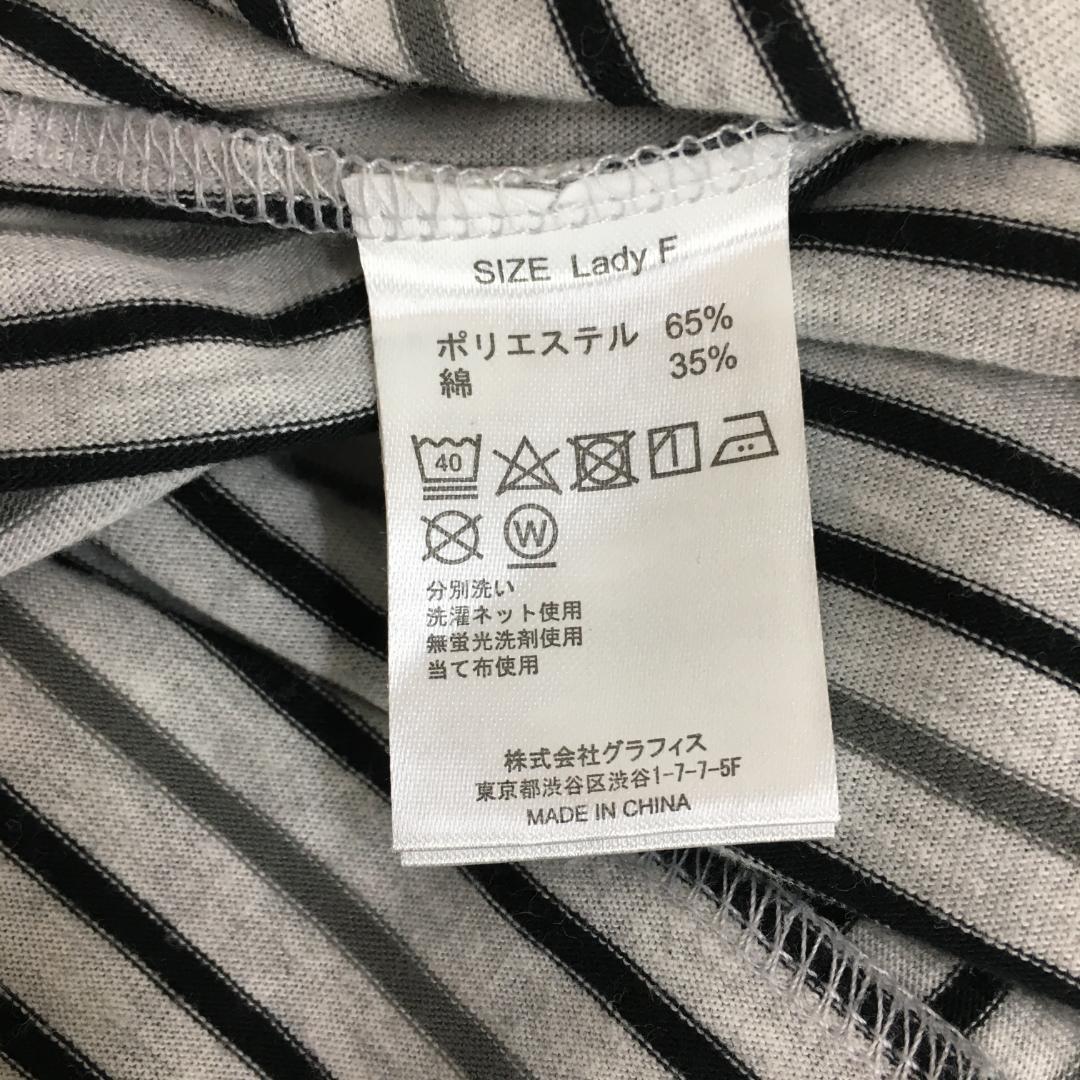 SIZE Lady F
ポリエステル 65%
綿 35%
40
W
分別洗い
洗濯ネット使用
無蛍光洗剤使用
当て布使用
株式会社グラフィス
東京都渋谷区渋谷1-7-7-5F
MADE IN CHINA